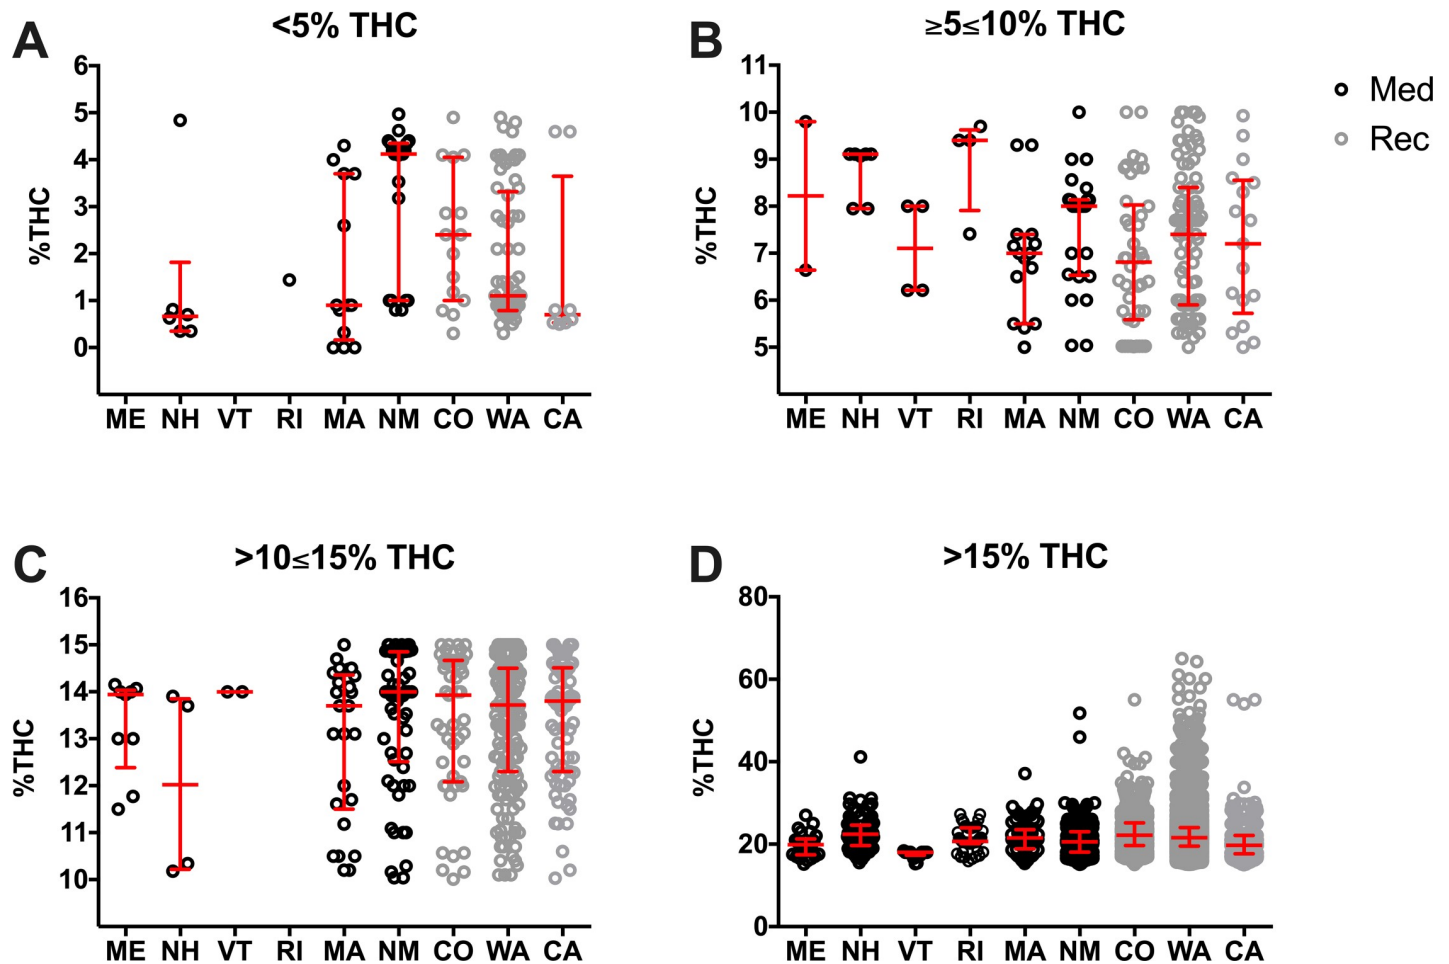 A
<5% THC
%THC
6
5
4
3
2
1
0
ME NH VT RI MA NM CO WA CA
B
≥5≤10% THC
%THC
11
10
9
8
7
6
5
ME NH VT RI MA NM CO WA CA
Med
Rec
C
>10≤15% THC
%THC
16
15
14
13
12
11
10
ME NH VT RI MA NM CO WA CA
D
>15% THC
%THC
80
60
40
20
0
ME NH VT RI MA NM CO WA CA